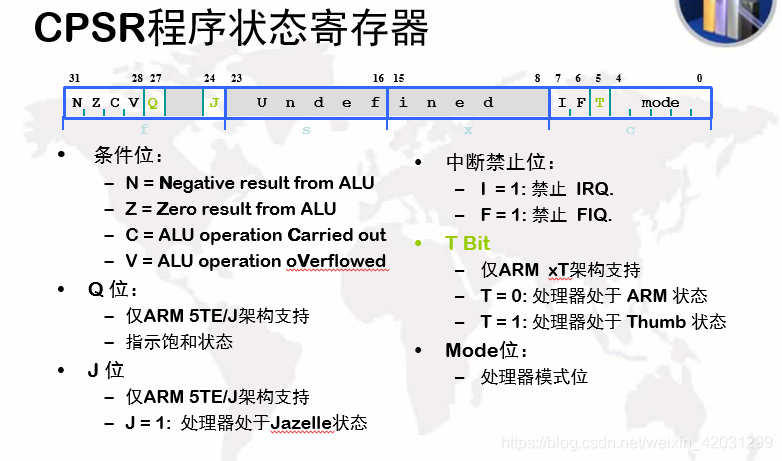 CPSR程序状态寄存器
31 28 27 24 23 16 15 8 7 6 5 4 0
N Z C V Q J U n d e f i n e d I F T mode
f s x c
• 条件位：
– N = Negative result from ALU
– Z = Zero result from ALU
– C = ALU operation Carried out
– V = ALU operation oVerflowed
• Q 位：
– 仅ARM 5TE/J架构支持
– 指示饱和状态
• J 位
– 仅ARM 5TE/J架构支持
– J = 1: 处理器处于Jazelle状态
• 中断禁止位：
– I = 1: 禁止 IRQ.
– F = 1: 禁止 FIQ.
• T Bit
– 仅ARM xT架构支持
– T = 0: 处理器处于 ARM 状态
– T = 1: 处理器处于 Thumb 状态
• Mode位：
– 处理器模式位
https://blog.csdn.net/weixin_42031299